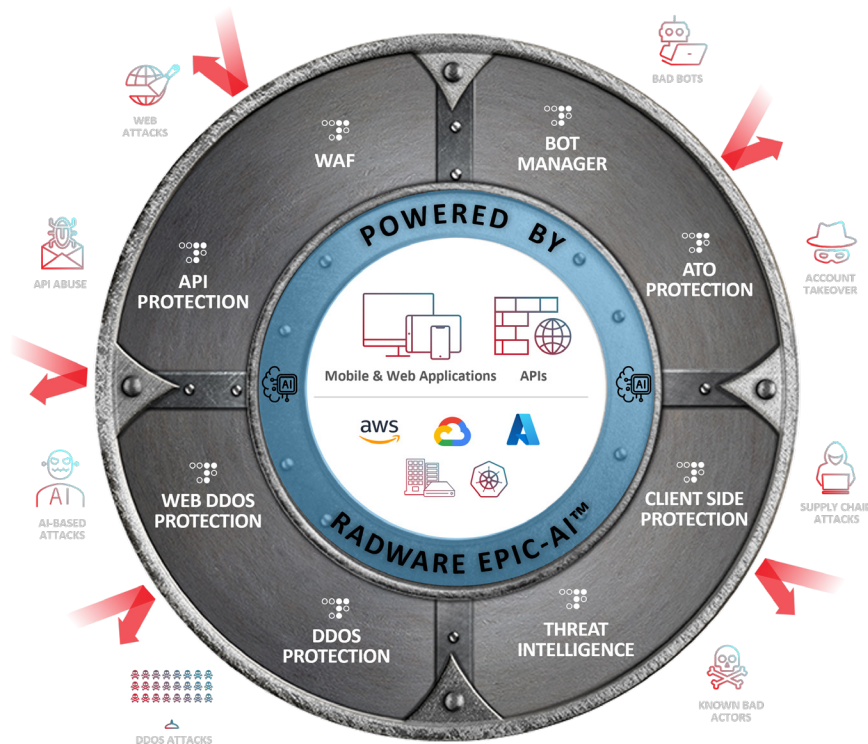 BAD BOTS
WEB
ATTACKS
WAF
BOT
MANAGER
POWERED BY
API ABUSE
API
PROTECTION
ATO
PROTECTION
ACCOUNT
TAKEOVER
Mobile & Web Applications
APIs
AI
AI
aws
AI
AI-BASED
ATTACKS
WEB DDOS
PROTECTION
CLIENT SIDE
PROTECTION
SUPPLY CHAIN
ATTACKS
RADWARE EPIC-AI™
DDOS
PROTECTION
THREAT
INTELLIGENCE
KNOWN BAD
ACTORS
DDOS ATTACKS